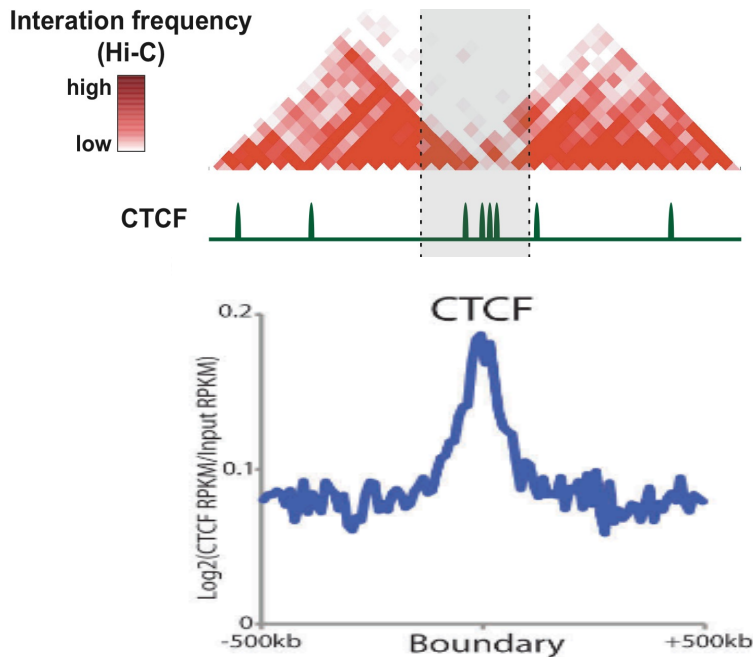 Interation frequency
(Hi-C)
high
low
CTCF
CTCF
0.2
0.1
0
Log2(CTCF RPKM/Input RPKM)
-500kb
Boundary
+500kb